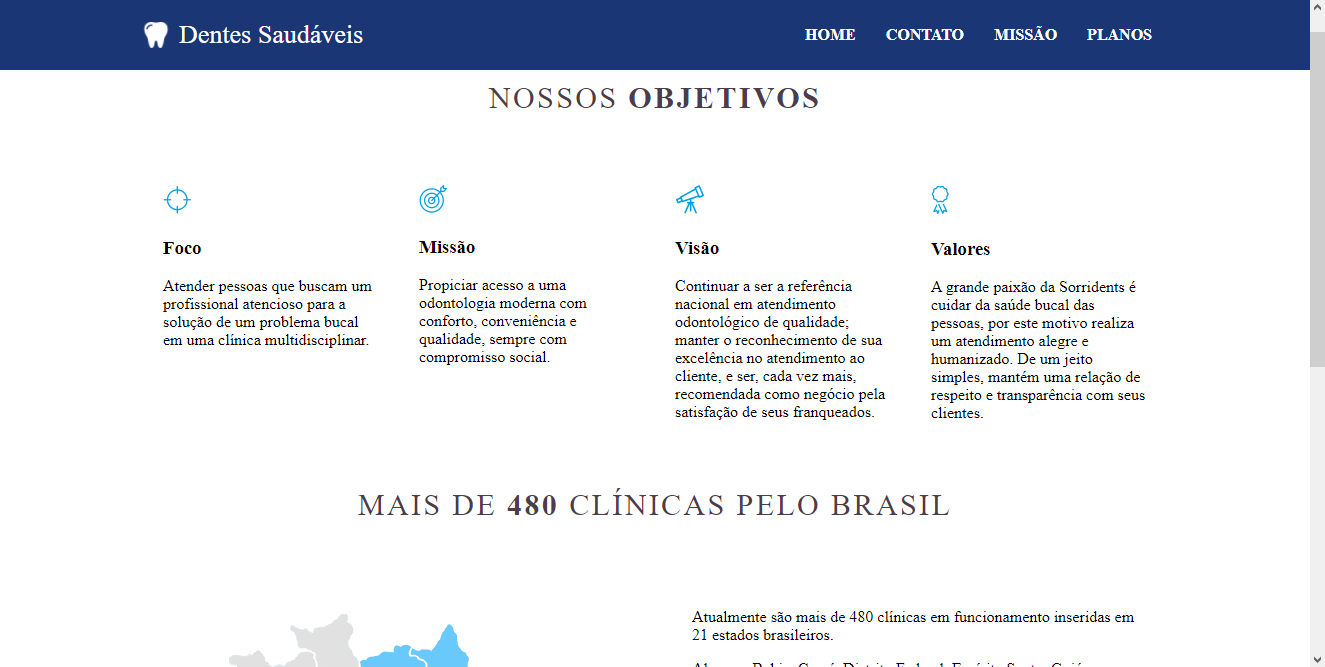 Dentes Saudáveis
HOME CONTATO MISSÃO PLANOS
NOSSOS OBJETIVOS
Foco
Atender pessoas que buscam um
profissional atencioso para a
solução de um problema bucal
em uma clínica multidisciplinar.
Missão
Propiciar acesso a uma
odontologia moderna com
conforto, conveniência e
qualidade, sempre com
compromisso social.
Visão
Continuar a ser a referência
nacional em atendimento
odontológico de qualidade;
manter o reconhecimento de sua
excelência no atendimento ao
cliente, e ser, cada vez mais,
recomendada como negócio pela
satisfação de seus franqueados.
Valores
A grande paixão da Sorridents é
cuidar da saúde bucal das
pessoas, por este motivo realiza
um atendimento alegre e
humanizado. De um jeito
simples, mantém uma relação de
respeito e transparência com seus
clientes.
MAIS DE 480 CLÍNICAS PELO BRASIL
Atualmente são mais de 480 clínicas em funcionamento inseridas em
21 estados brasileiros.